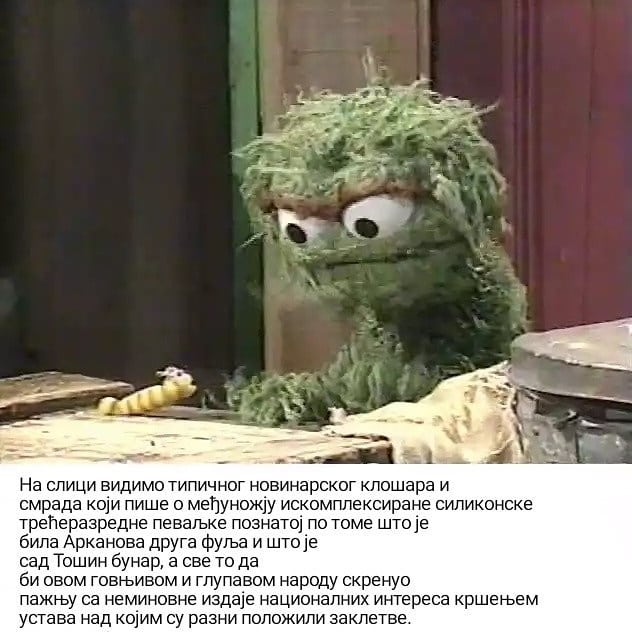 На слици видимо типичног новинарског клошара и
смрада који пише о међуножју искомплексиране силиконске
трећеразредне певаљке познатој по томе што је
била Арканова друга фуља и што је
сад Тошин бунар, а све то да
би овом говњивом и глупавом народу скренуо
пажњу са неминовне издаје националних интереса кршењем
устава над којим су разни положили заклетве.